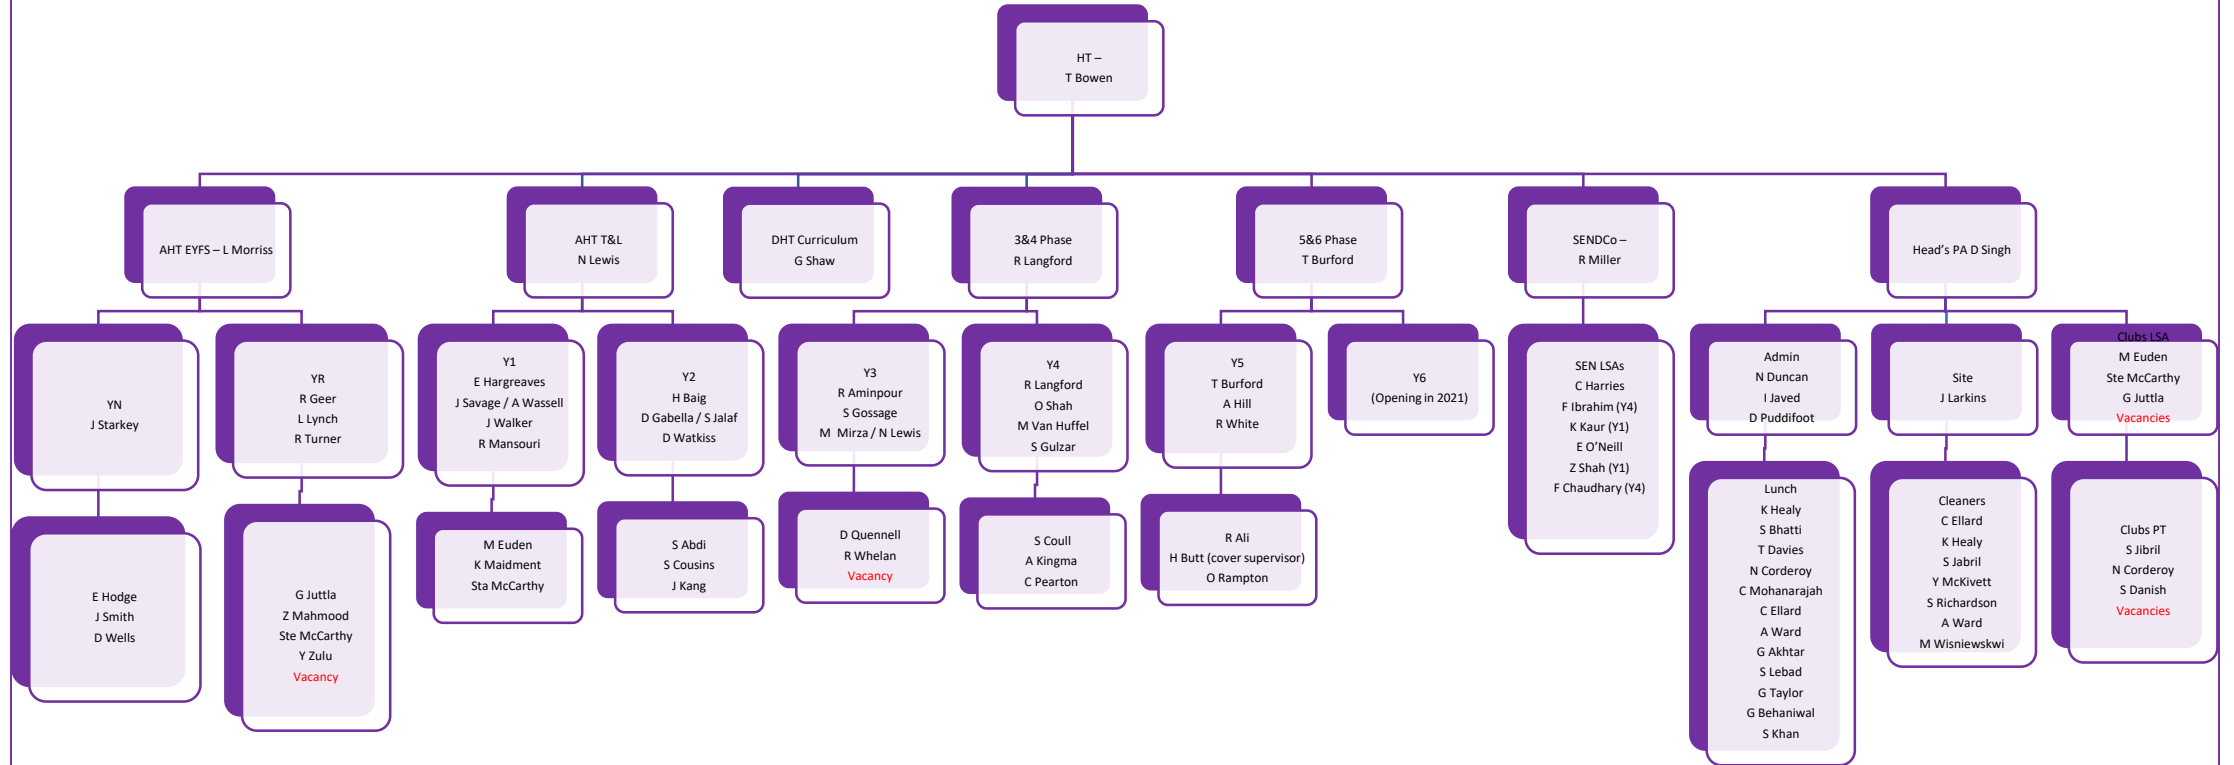 HT –
T Bowen
AHT EYFS – L Morriss
AHT T&L
N Lewis
DHT Curriculum
G Shaw
3&4 Phase
R Langford
5&6 Phase
T Burford
SENDCo –
R Miller
Head's PA D Singh
YN
J Starkey
YR
R Geer
L Lynch
R Turner
Y1
E Hargreaves
J Savage / A Wassell
J Walker
R Mansouri
Y2
H Baig
D Gabella / S Jalaf
D Watkiss
Y3
R Aminpour
S Gossage
M  Mirza / N Lewis
Y4
R Langford
O Shah
M Van Huffel
S Gulzar
Y5
T Burford
A Hill
R White
Y6
(Opening in 2021)
SEN LSAs
C Harries
F Ibrahim (Y4)
K Kaur (Y1)
E O'Neill
Z Shah (Y1)
F Chaudhary (Y4)
Admin
N Duncan
I Javed
D Puddifoot
Site
J Larkins
Clubs LSA
M Euden
Ste McCarthy
G Juttla
Vacancies
E Hodge
J Smith
D Wells
G Juttla
Z Mahmood
Ste McCarthy
Y Zulu
Vacancy
M Euden
K Maidment
Sta McCarthy
S Abdi
S Cousins
J Kang
D Quennell
R Whelan
Vacancy
S Coull
A Kingma
C Pearton
R Ali
H Butt (cover supervisor)
O Rampton
Lunch
K Healy
S Bhatti
T Davies
N Corderoy
C Mohanarajah
C Ellard
A Ward
G Akhtar
S Lebad
G Taylor
G Behaniwal
S Khan
Cleaners
C Ellard
K Healy
S Jabril
Y McKivett
S Richardson
A Ward
M Wisniewskwi
Clubs PT
S Jibril
N Corderoy
S Danish
Vacancies